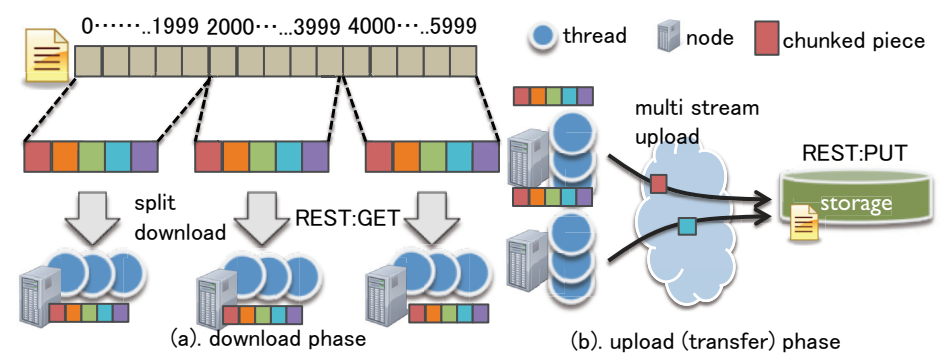 0‥‥‥..1999 2000‥‥...3999 4000‥‥..5999
thread
node
chunked piece
split
download
REST:GET
(a). download phase
multi stream
upload
REST:PUT
storage
(b). upload (transfer) phase